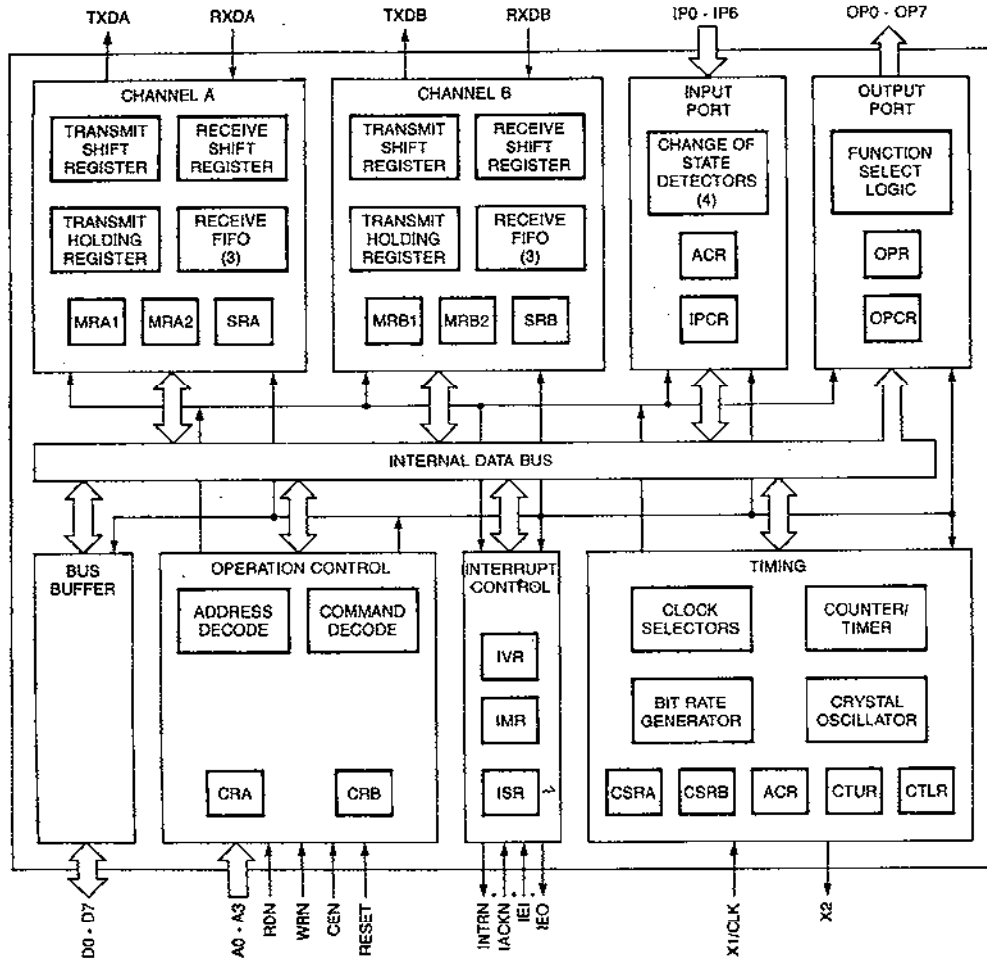 TXDA RXDA TXDB RXDB IP0 - IP6 OP0 - OP7
CHANNEL A
TRANSMIT SHIFT REGISTER
RECEIVE SHIFT REGISTER
TRANSMIT HOLDING REGISTER
RECEIVE FIFO (3)
MRA1 MRA2 SRA
CHANNEL B
TRANSMIT SHIFT REGISTER
RECEIVE SHIFT REGISTER
TRANSMIT HOLDING REGISTER
RECEIVE FIFO (3)
MRB1 MRB2 SRB
INPUT PORT
CHANGE OF STATE DETECTORS (4)
ACR
IPCR
OUTPUT PORT
FUNCTION SELECT LOGIC
OPR
OPCR
INTERNAL DATA BUS
BUS BUFFER
OPERATION CONTROL
ADDRESS DECODE
COMMAND DECODE
CRA CRB
INTERRUPT CONTROL
IVR
IMR
ISR
TIMING
CLOCK SELECTORS
COUNTER/ TIMER
BIT RATE GENERATOR
CRYSTAL OSCILLATOR
CSRA CSRB ACR CTUR CTLR
D0 - D7
A0 - A3
RDN
WRN
CEN
RESET
INTRN
IACKN
IEI
IEO
X1/CLK
X2